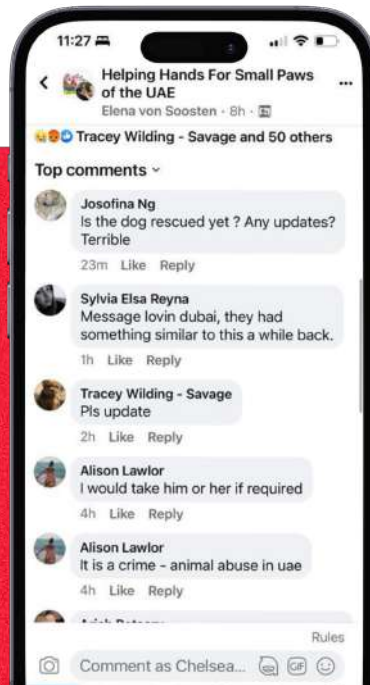 11:27
Helping Hands For Small Paws
of the UAE
Elena von Soosten · 8h ·
Tracey Wilding - Savage and 50 others
Top comments
Josofina Ng
Is the dog rescued yet ? Any updates?
Terrible
23m Like Reply
Sylvia Elsa Reyna
Message lovin dubai, they had
something similar to this a while back.
1h Like Reply
Tracey Wilding - Savage
Pls update
2h Like Reply
Alison Lawlor
I would take him or her if required
4h Like Reply
Alison Lawlor
It is a crime - animal abuse in uae
4h Like Reply
Rules
Comment as Chelsea...
GIF